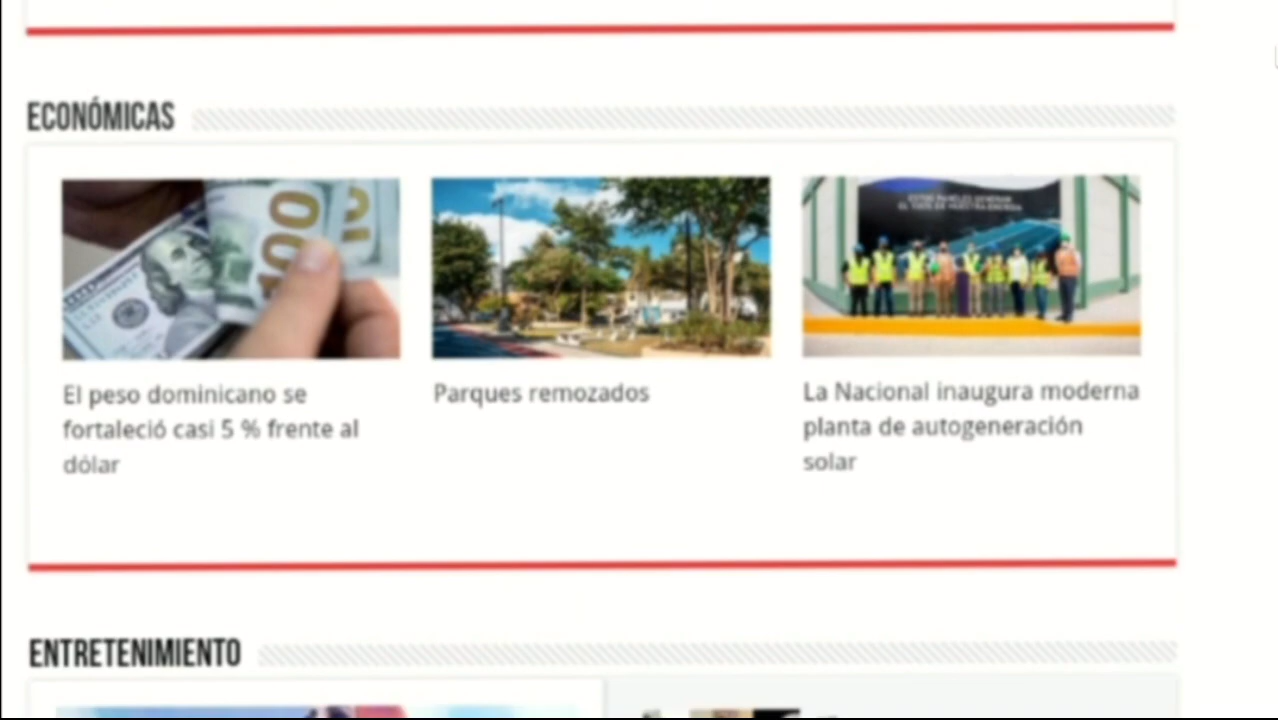 ECONÓMICAS
100
El peso dominicano se
fortaleció casi 5 % frente al
dólar
Parques remozados
La Nacional inaugura moderna
planta de autogeneración
solar
ENTRETENIMIENTO